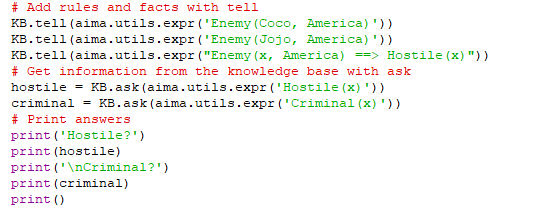 # Add rules and facts with tell
KB.tell(aima.utils.expr('Enemy(Coco, America)'))
KB.tell(aima.utils.expr('Enemy(Jojo, America)'))
KB.tell(aima.utils.expr("Enemy(x, America) ==> Hostile(x)"))
# Get information from the knowledge base with ask
hostile = KB.ask(aima.utils.expr('Hostile(x)'))
criminal = KB.ask(aima.utils.expr('Criminal(x)'))
# Print answers
print('Hostile?')
print(hostile)
print('\nCriminal?')
print(criminal)
print()